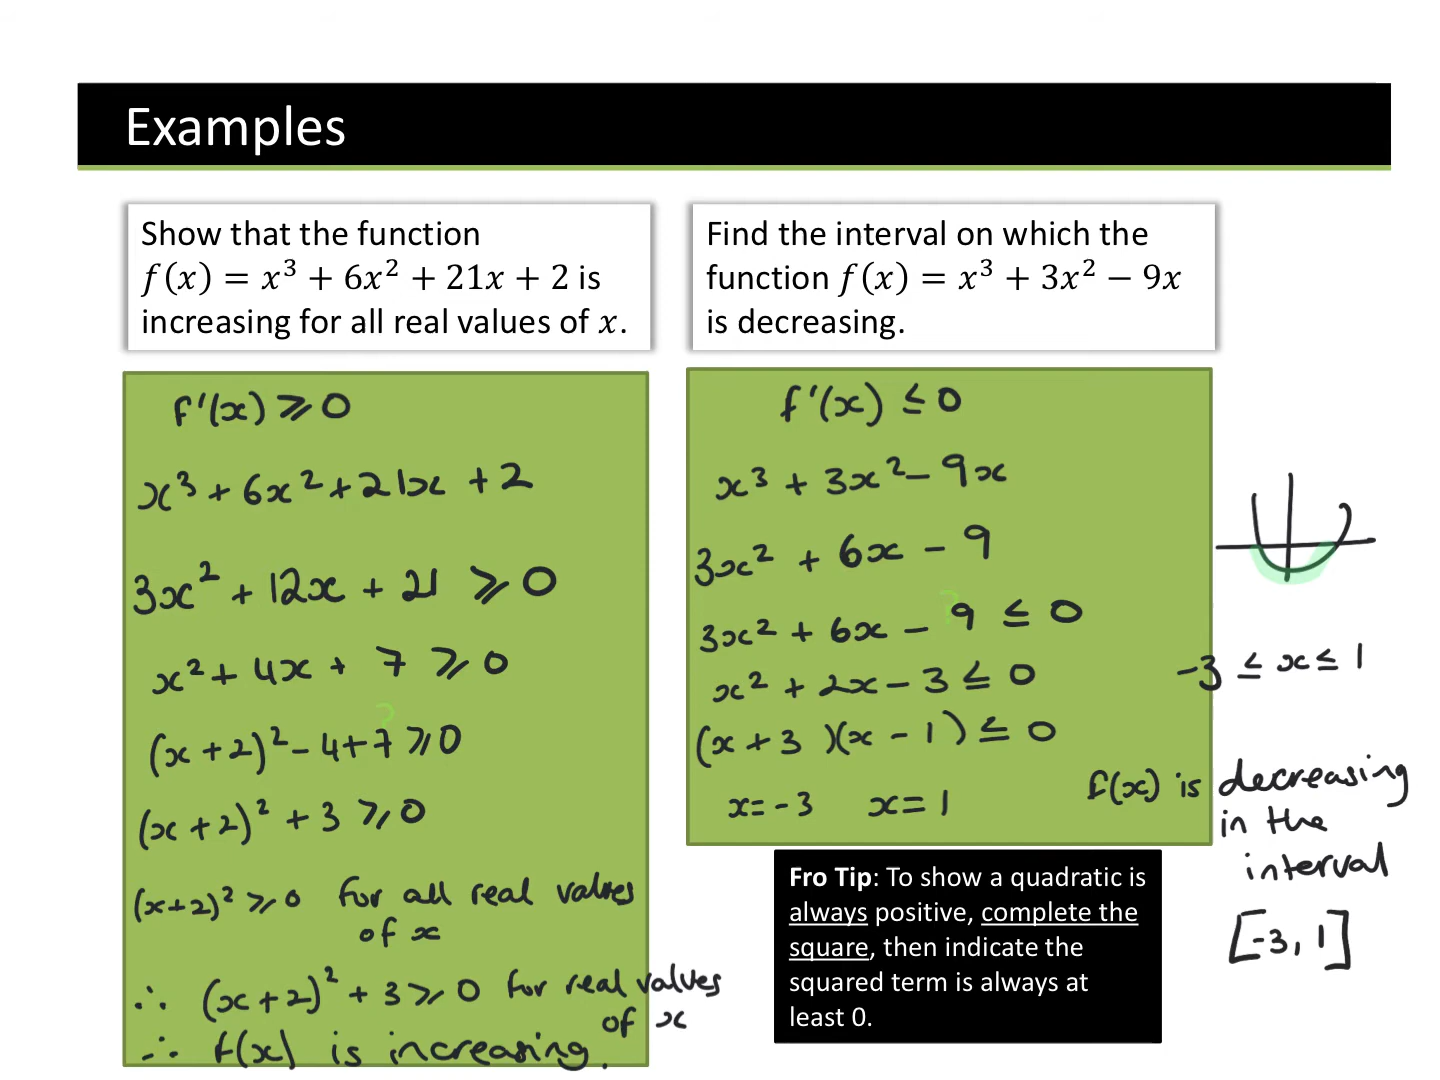 Examples
Show that the function
f(x) = x³ + 6x² + 21x + 2 is
increasing for all real values of x.
f'(x) ⩾ 0
x³ + 6x² + 21x + 2
3x² + 12x + 21 ⩾ 0
x² + 4x + 7 ⩾ 0
?
(x + 2)² - 4 + 7 ⩾ 0
(x + 2)² + 3 ⩾ 0
(x + 2)² ⩾ 0 for all real values
of x
∴ (x + 2)² + 3 ⩾ 0 for real values
of x
∴ f(x) is increasing.
Find the interval on which the
function f(x) = x³ + 3x² − 9x
is decreasing.
f'(x) ≤ 0
x³ + 3x² - 9x
3x² + 6x - 9
?
3x² + 6x - 9 ≤ 0
x² + 2x - 3 ≤ 0
(x + 3)(x - 1) ≤ 0
x = -3 x = 1
-3 ≤ x ≤ 1
f(x) is decreasing
in the
interval
[-3, 1]
Fro Tip: To show a quadratic is
always positive, complete the
square, then indicate the
squared term is always at
least 0.